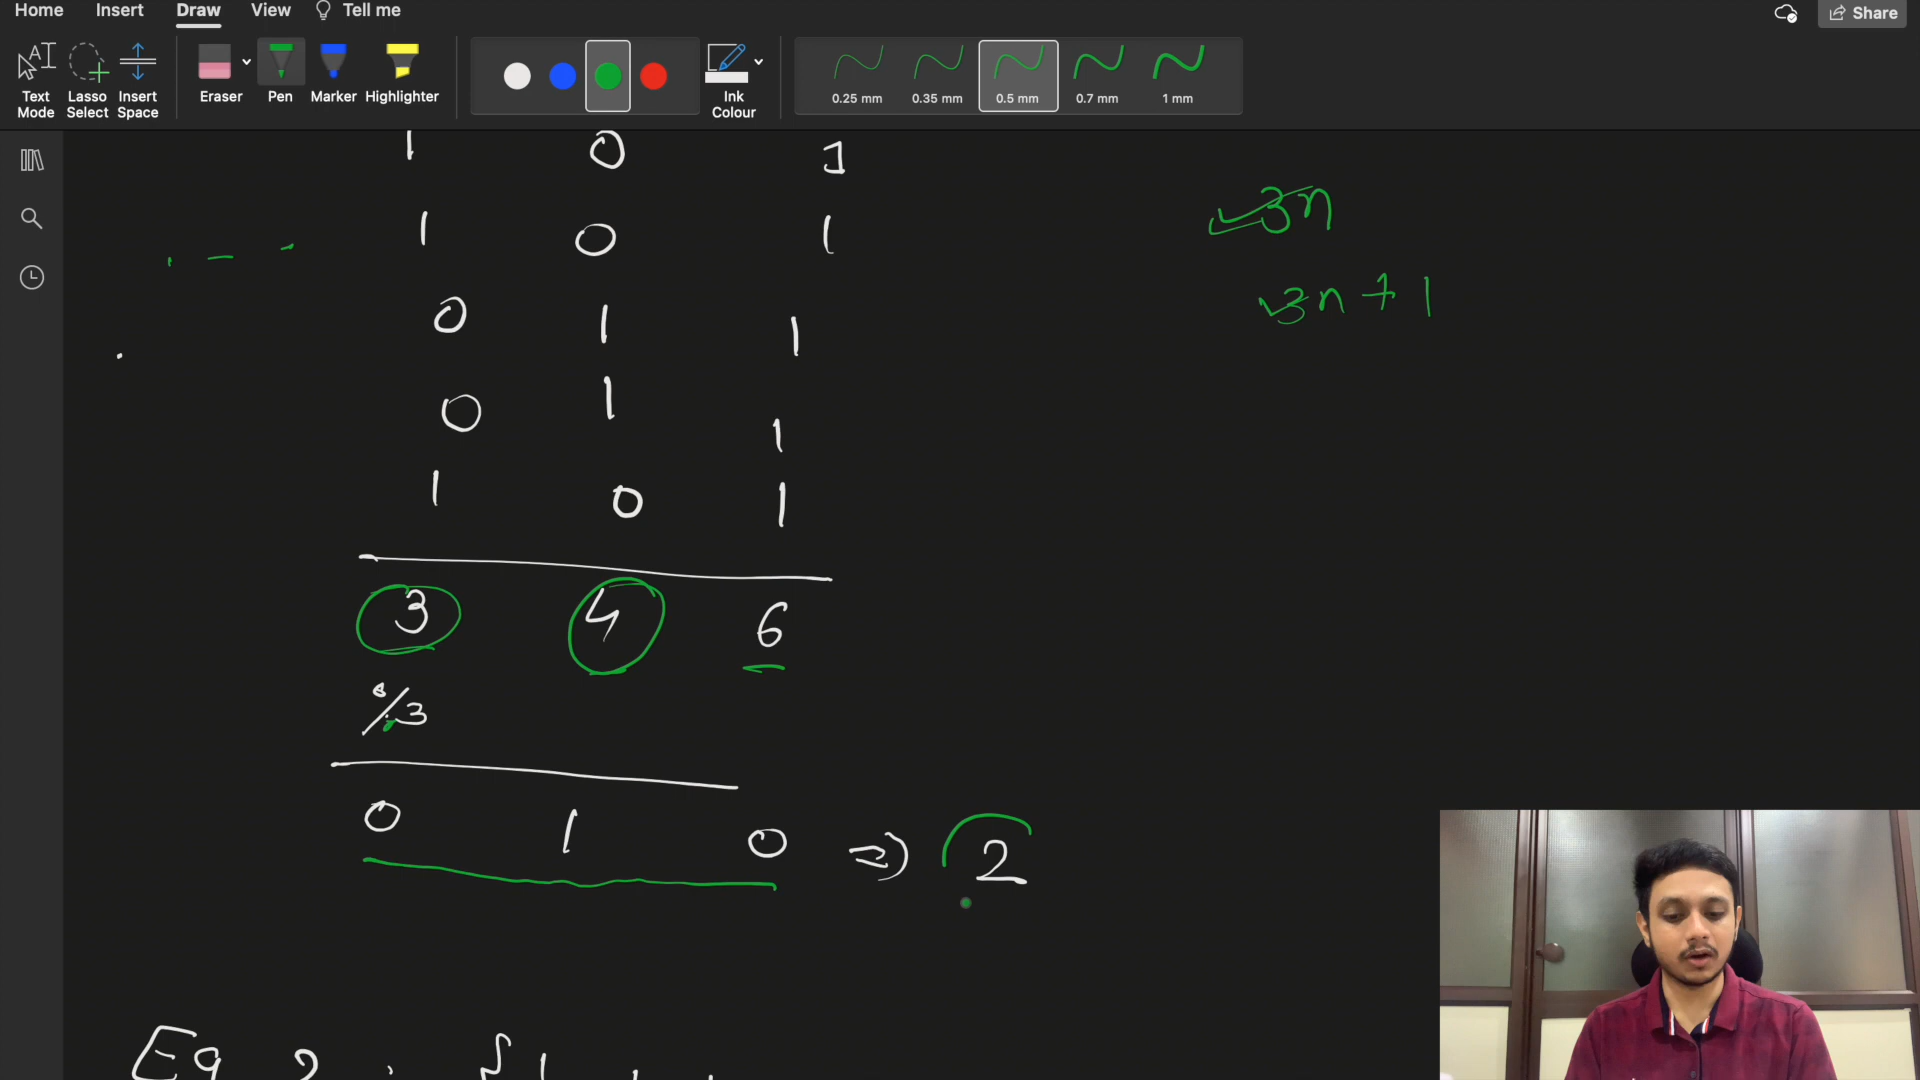 Home Insert Draw View Tell me Share
Text Mode Lasso Select Insert Space Eraser Pen Marker Highlighter Ink Colour 0.25 mm 0.35 mm 0.5 mm 0.7 mm 1 mm
1 0 1
1 0 1
0 1 1
0 1 1
1 0 1
3n
3n + 1
3 4 6
%3
0 1 0 => 2
Eg 2 :